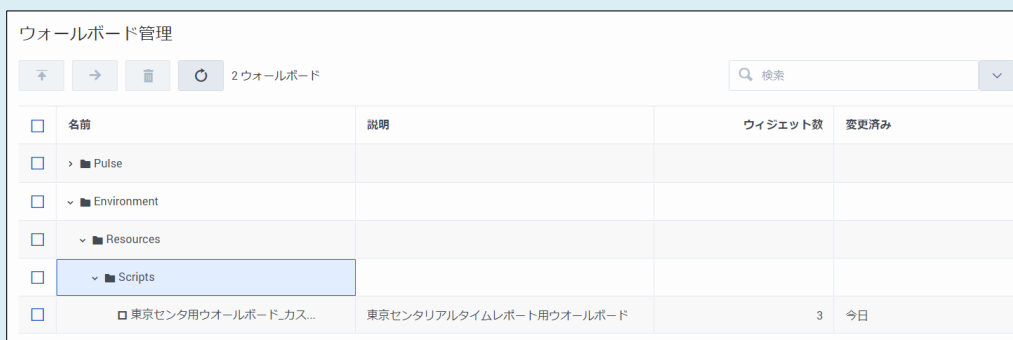 ウォールボード管理
2 ウォールボード
検索
名前 説明 ウィジェット数 変更済み
Pulse
Environment
Resources
Scripts
東京センタ用ウオールボード_カス... 東京センタリアルタイムレポート用ウオールボード 3 今日